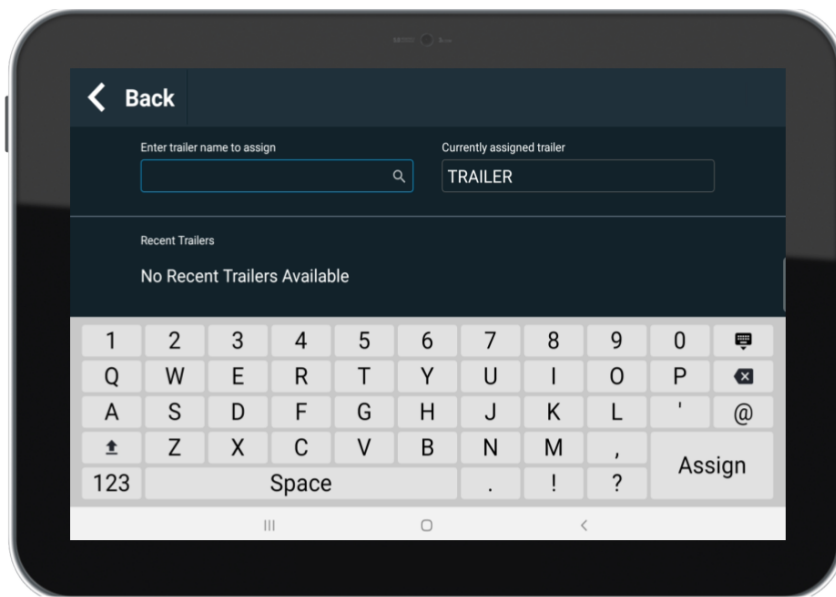 Back
Enter trailer name to assign
Currently assigned trailer
TRAILER
Recent Trailers
No Recent Trailers Available
1 2 3 4 5 6 7 8 9 0
Q W E R T Y U I O P
A S D F G H J K L ' @
Z X C V B N M ,
Assign
123 Space . ! ?